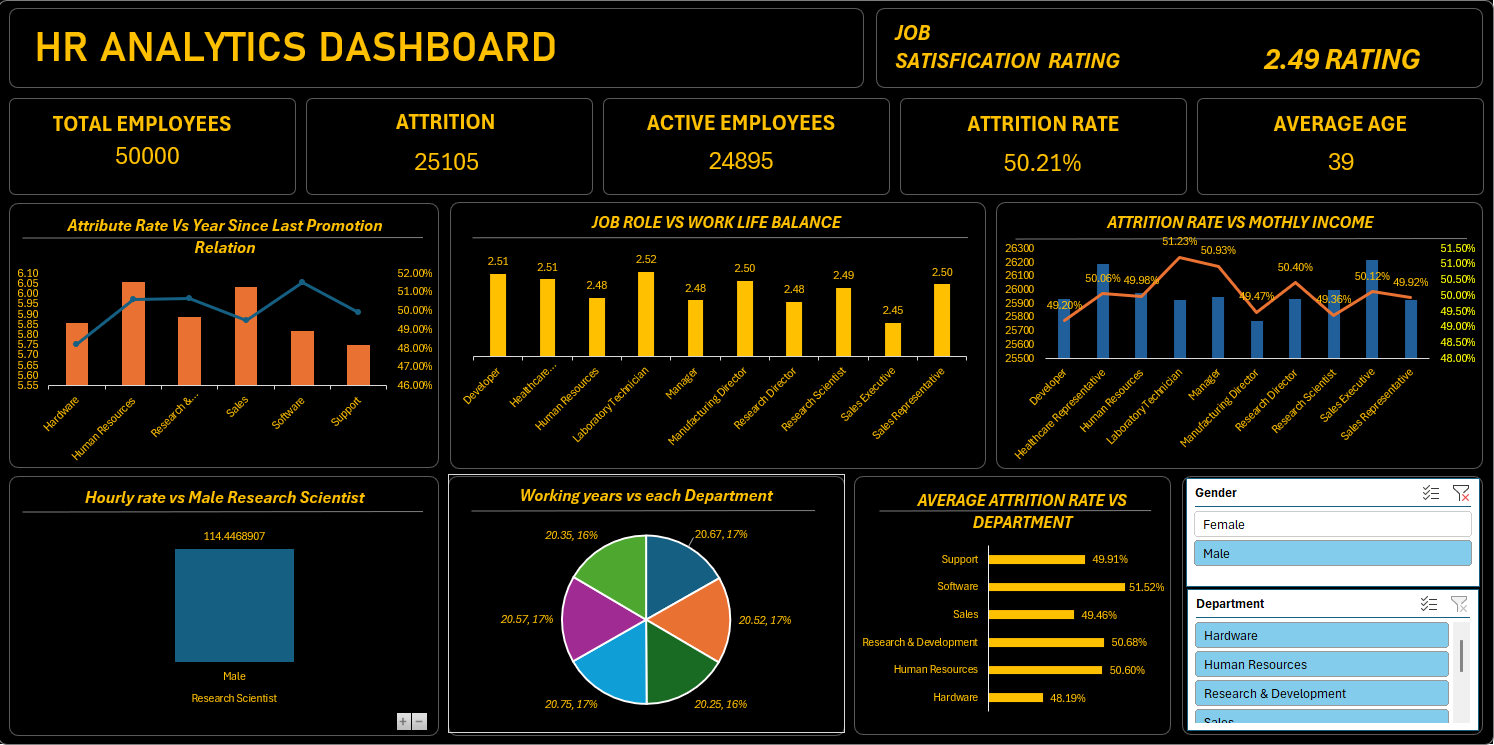 HR ANALYTICS DASHBOARD
JOB
SATISFICATION RATING
2.49 RATING
TOTAL EMPLOYEES
50000
ATTRITION
25105
ACTIVE EMPLOYEES
24895
ATTRITION RATE
50.21%
AVERAGE AGE
39
Attribute Rate Vs Year Since Last Promotion
Relation
6.10
6.05
6.00
5.95
5.90
5.85
5.80
5.75
5.70
5.65
5.60
5.55
52.00%
51.00%
50.00%
49.00%
48.00%
47.00%
46.00%
Hardware
Human Resources
Research &...
Sales
Software
Support
JOB ROLE VS WORK LIFE BALANCE
2.51
2.51
2.48
2.52
2.48
2.50
2.48
2.49
2.45
2.50
Developer
Healthcare...
Human Resources
Laboratory Technician
Manager
Manufacturing Director
Research Director
Research Scientist
Sales Executive
Sales Representative
ATTRITION RATE VS MOTHLY INCOME
26300
26200
26100
26000
25900
25800
25700
25600
25500
49.20%
50.06%
49.98%
51.23%
50.93%
49.47%
50.40%
49.36%
50.12%
49.92%
51.50%
51.00%
50.50%
50.00%
49.50%
49.00%
48.50%
48.00%
Developer
Healthcare Representative
Human Resources
Laboratory Technician
Manager
Manufacturing Director
Research Director
Research Scientist
Sales Executive
Sales Representative
Hourly rate vs Male Research Scientist
114.4468907
Male
Research Scientist
+ −
Working years vs each Department
20.35, 16%
20.67, 17%
20.57, 17%
20.52, 17%
20.75, 17%
20.25, 16%
AVERAGE ATTRITION RATE VS
DEPARTMENT
Support 49.91%
Software 51.52%
Sales 49.46%
Research & Development 50.68%
Human Resources 50.60%
Hardware 48.19%
Gender
Female
Male
Department
Hardware
Human Resources
Research & Development
Sales